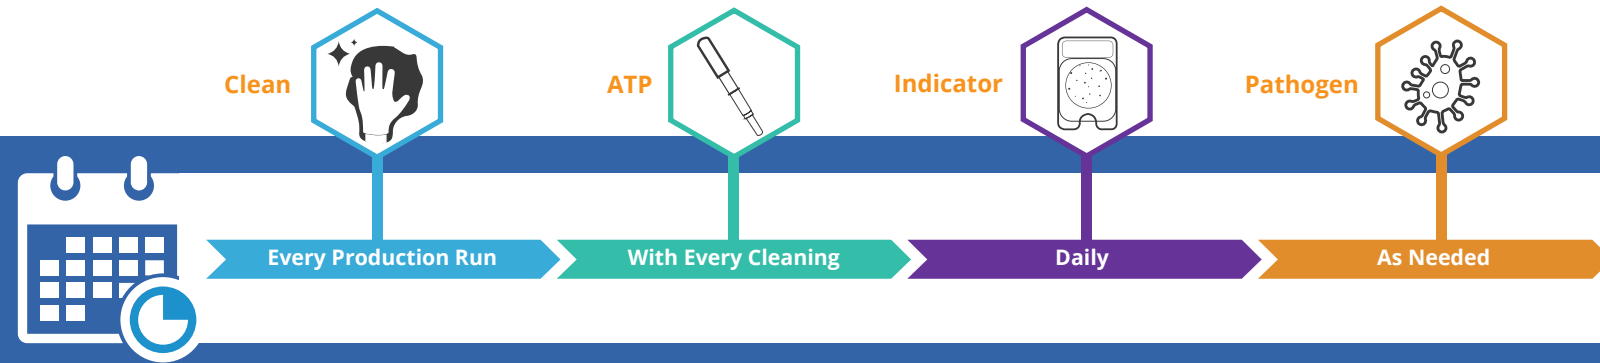 Clean
ATP
Indicator
Pathogen
Every Production Run
With Every Cleaning
Daily
As Needed